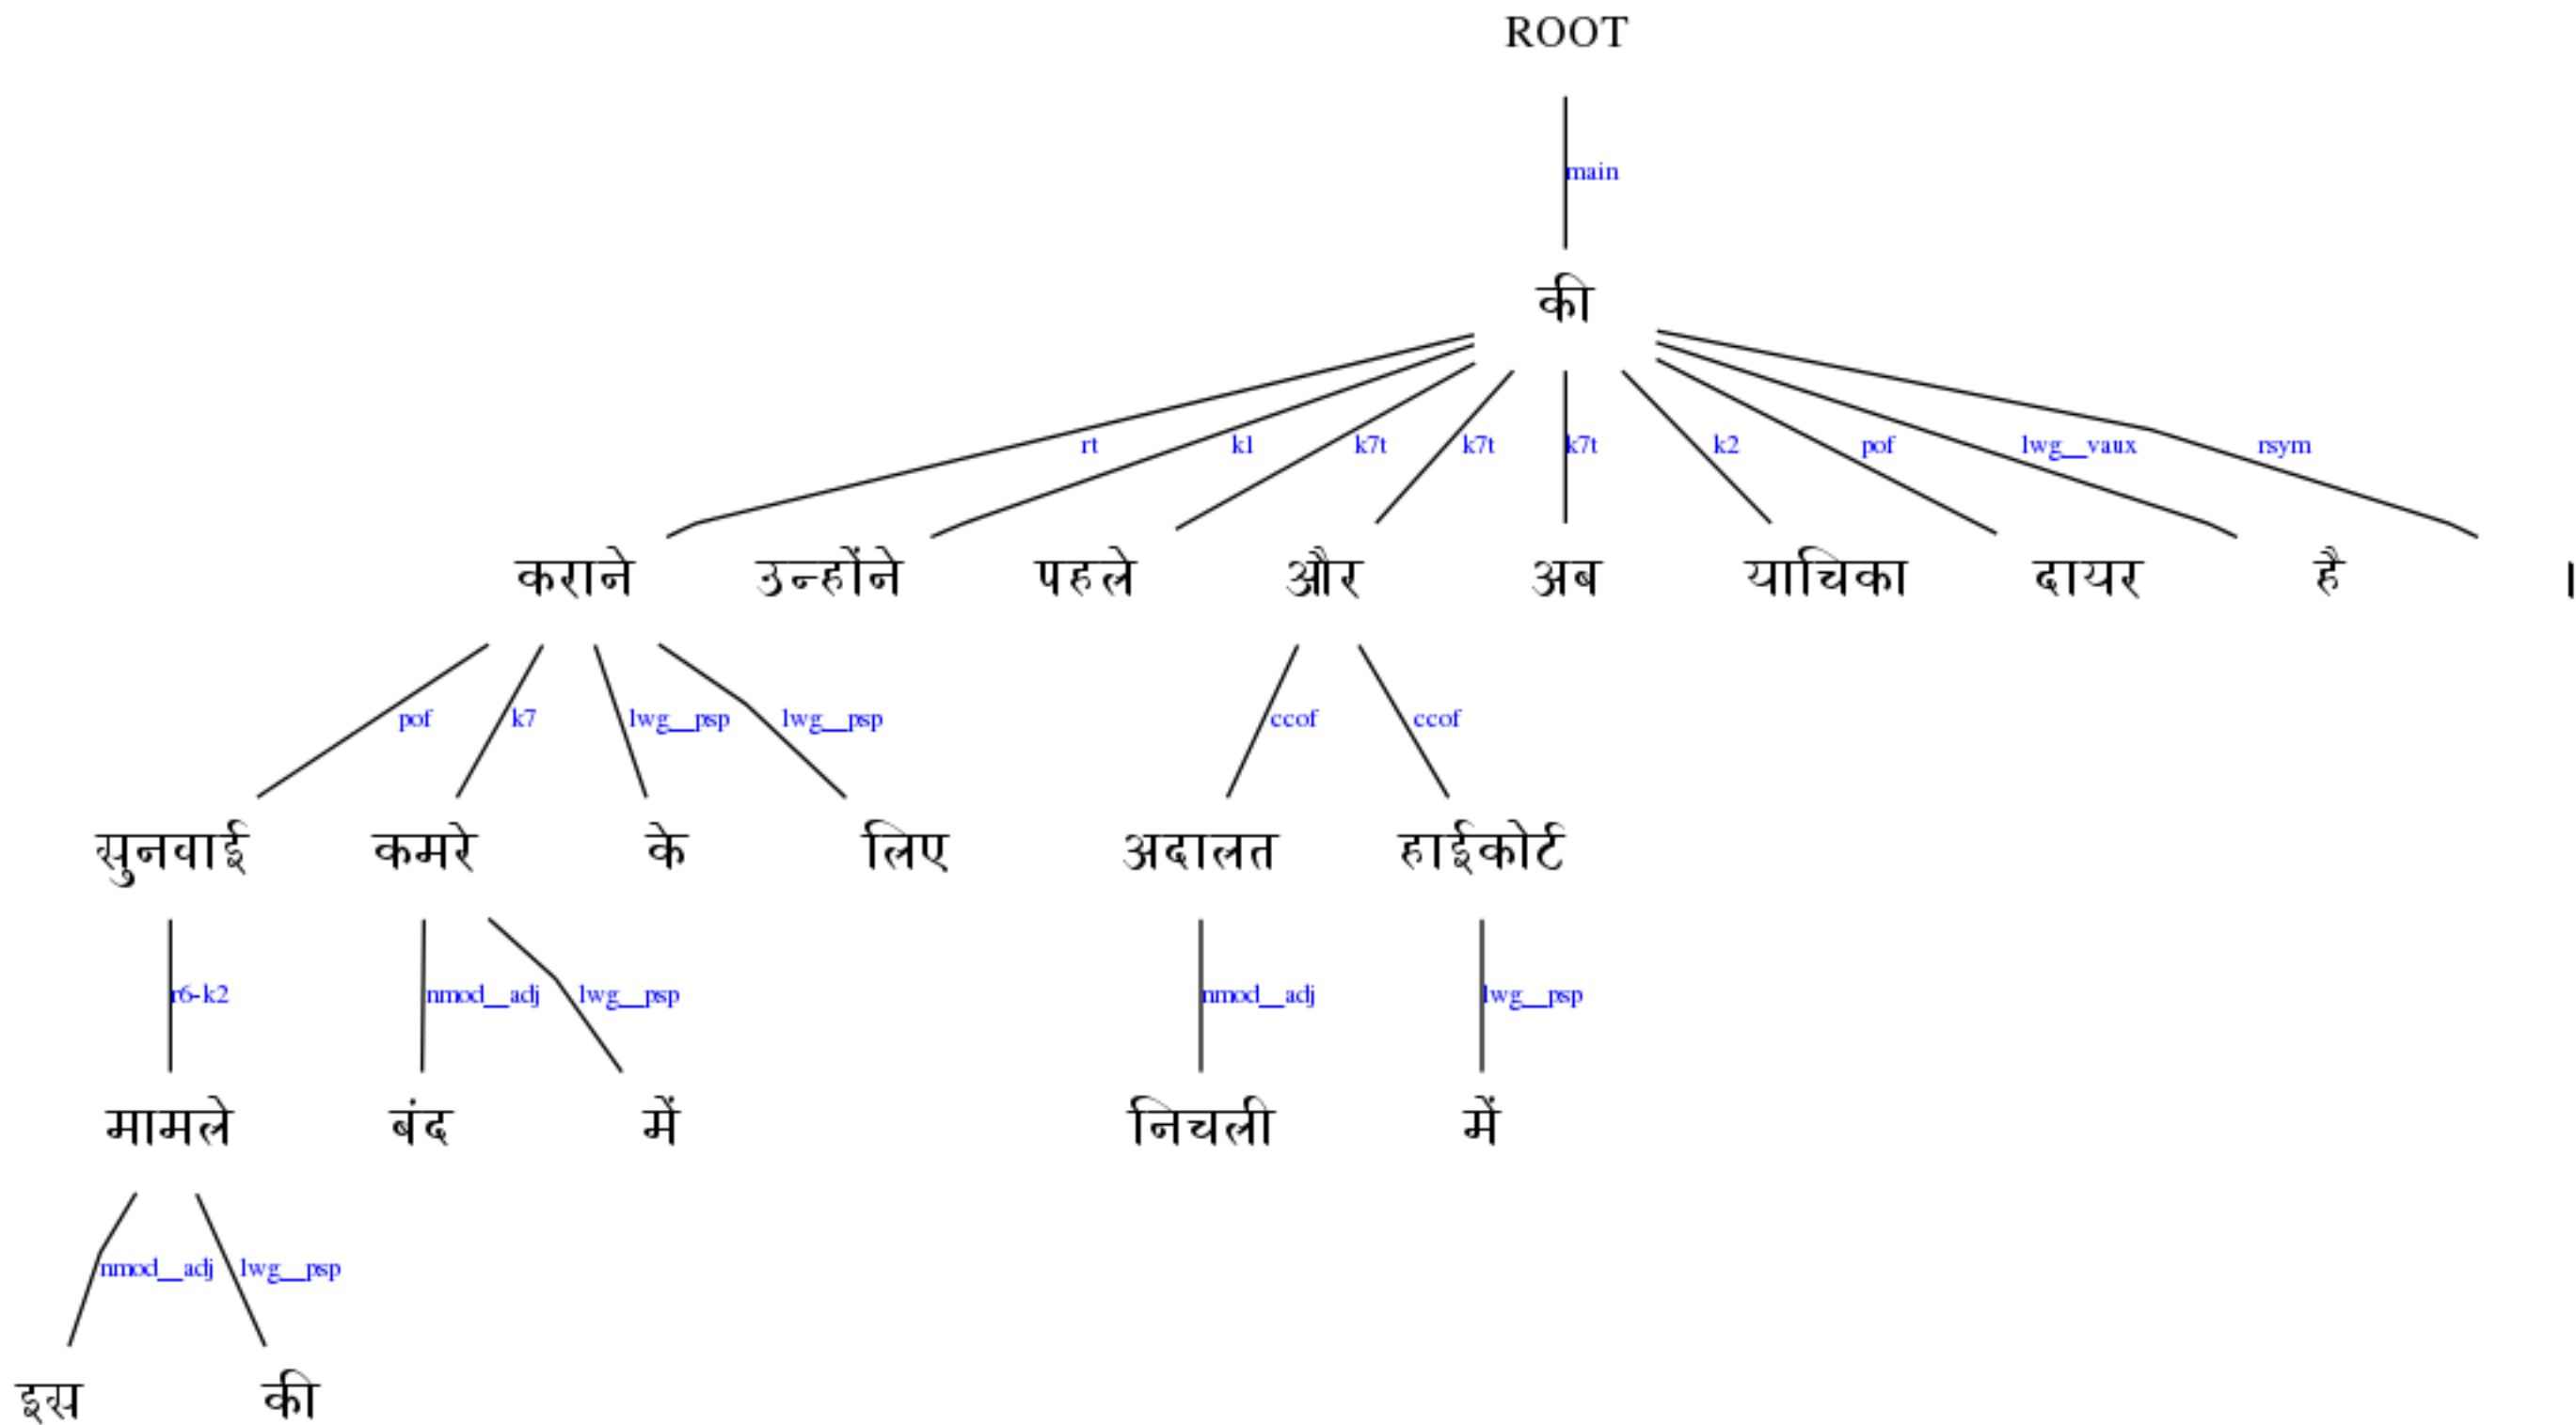 ROOT
main
की
rt k1 k7t k7t k7t k2 pof lwg__vaux rsym
कराने उन्होंने पहले और अब याचिका दायर है ।
pof k7 lwg__psp lwg__psp ccof ccof
सुनवाई कमरे के लिए अदालत हाईकोर्ट
r6-k2 nmod__adj lwg__psp nmod__adj lwg__psp
मामले बंद में निचली में
nmod__adj lwg__psp
इस की